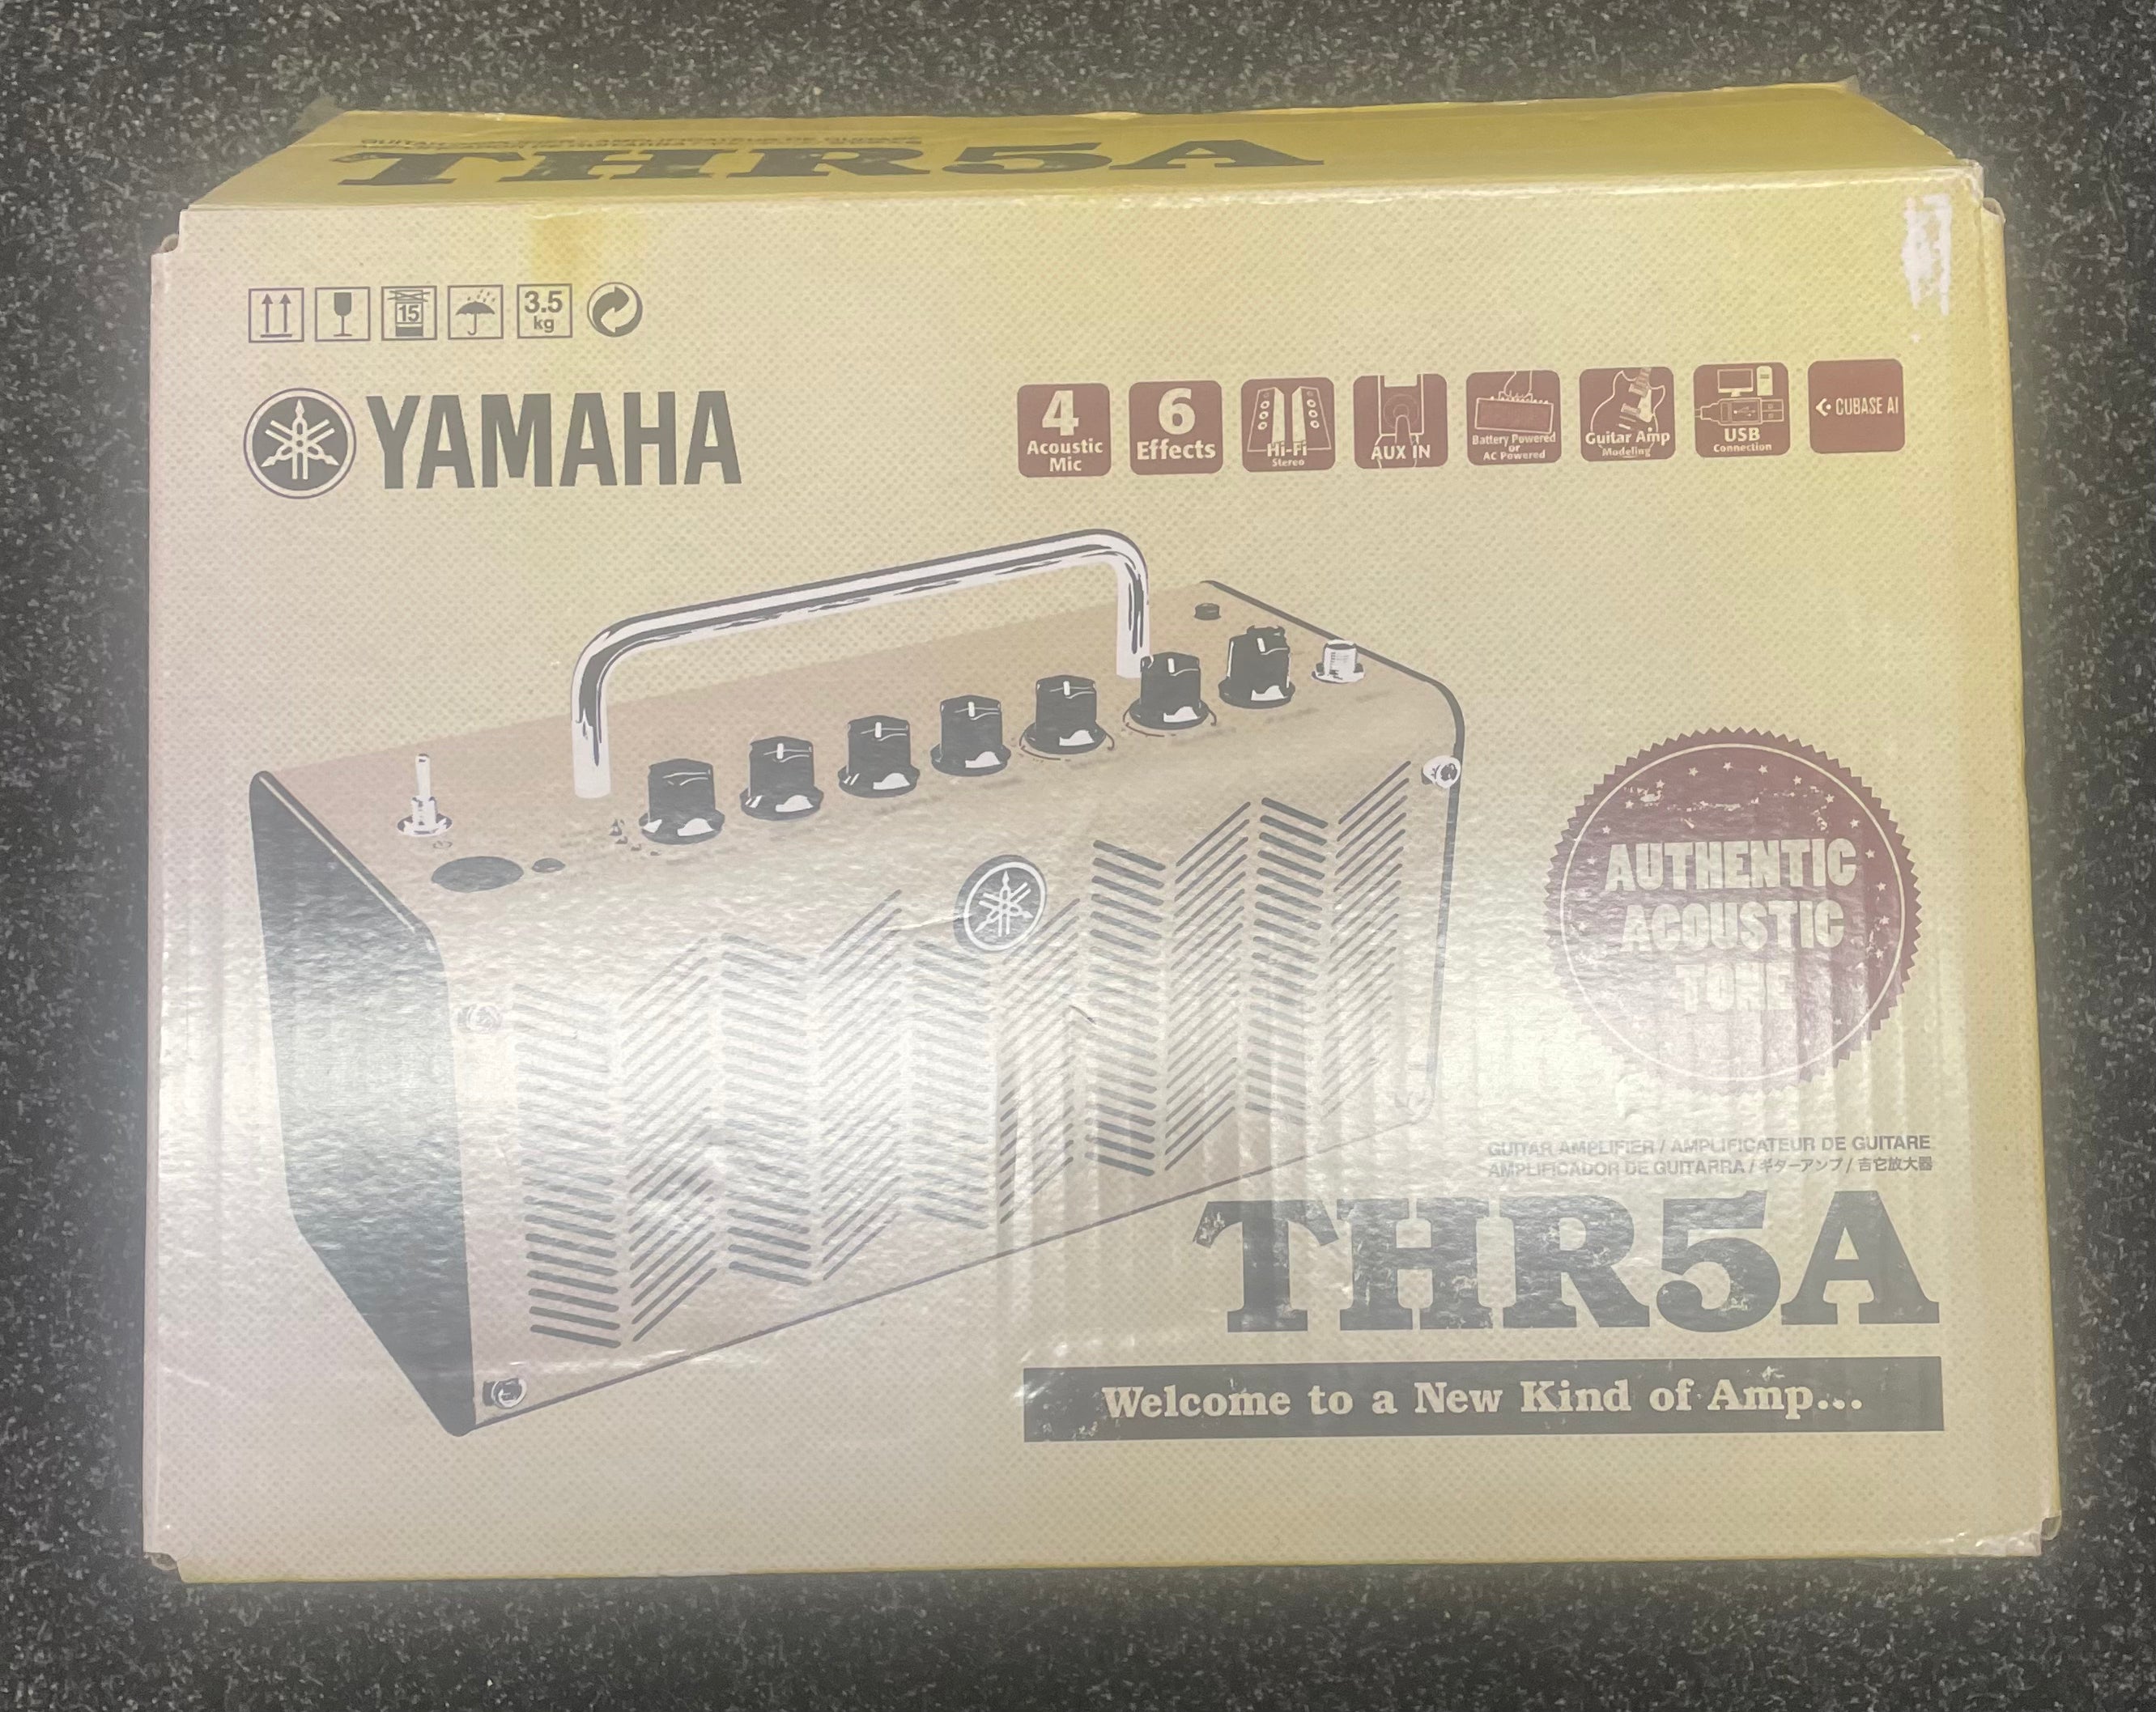 THR5A
15
3.5
kg
YAMAHA
4
Acoustic
Mic
6
Effects
Hi-Fi
Stereo
AUX IN
Battery Powered
or
AC Powered
Guitar Amp
Modeling
USB
Connection
CUBASE AI
AUTHENTIC
ACOUSTIC
TONE
GUITAR AMPLIFIER / AMPLIFICATEUR DE GUITARE
AMPLIFICADOR DE GUITARRA / ギターアンプ / 吉它放大器
THR5A
Welcome to a New Kind of Amp...